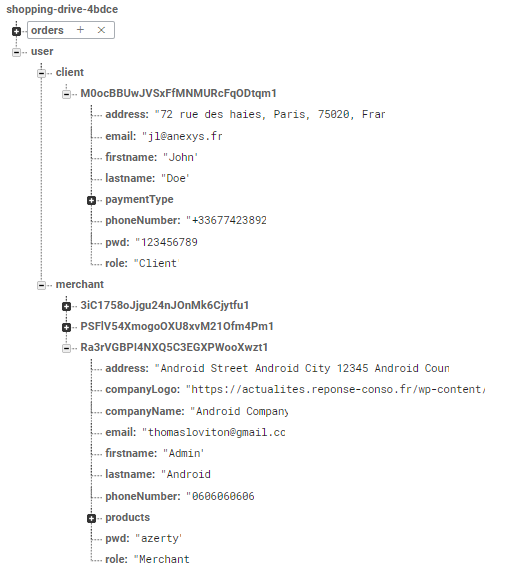 shopping-drive-4bdce
orders + ×
user
client
M0ocBBUwJVSxFfMNMURcFqODtqm1
address: "72 rue des haies, Paris, 75020, Fran
email: "jl@anexys.fr
firstname: "John"
lastname: "Doe"
paymentType
phoneNumber: "+33677423892
pwd: "123456789
role: "Client
merchant
3iC1758oJjgu24nJOnMk6Cjytfu1
PSFlV54XmogoOXU8xvM21Ofm4Pm1
Ra3rVGBPI4NXQ5C3EGXPWooXwzt1
address: "Android Street Android City 12345 Android Coun
companyLogo: "https://actualites.reponse-conso.fr/wp-content/
companyName: "Android Company
email: "thomasloviton@gmail.co
firstname: "Admin"
lastname: "Android
phoneNumber: "0606060606
products
pwd: "azerty"
role: "Merchant